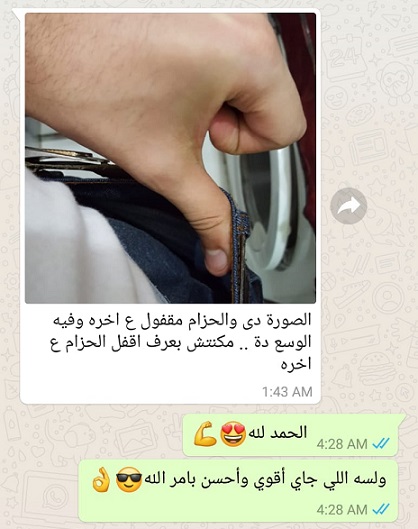 الصورة دى والحزام مقفول ع اخره وفيه
الوسع دة .. مكنتش بعرف اقفل الحزام ع
اخره
1:43 AM
الحمد لله😍💪
4:28 AM
ولسه اللي جاي أقوي وأحسن بامر الله😎👌
4:28 AM